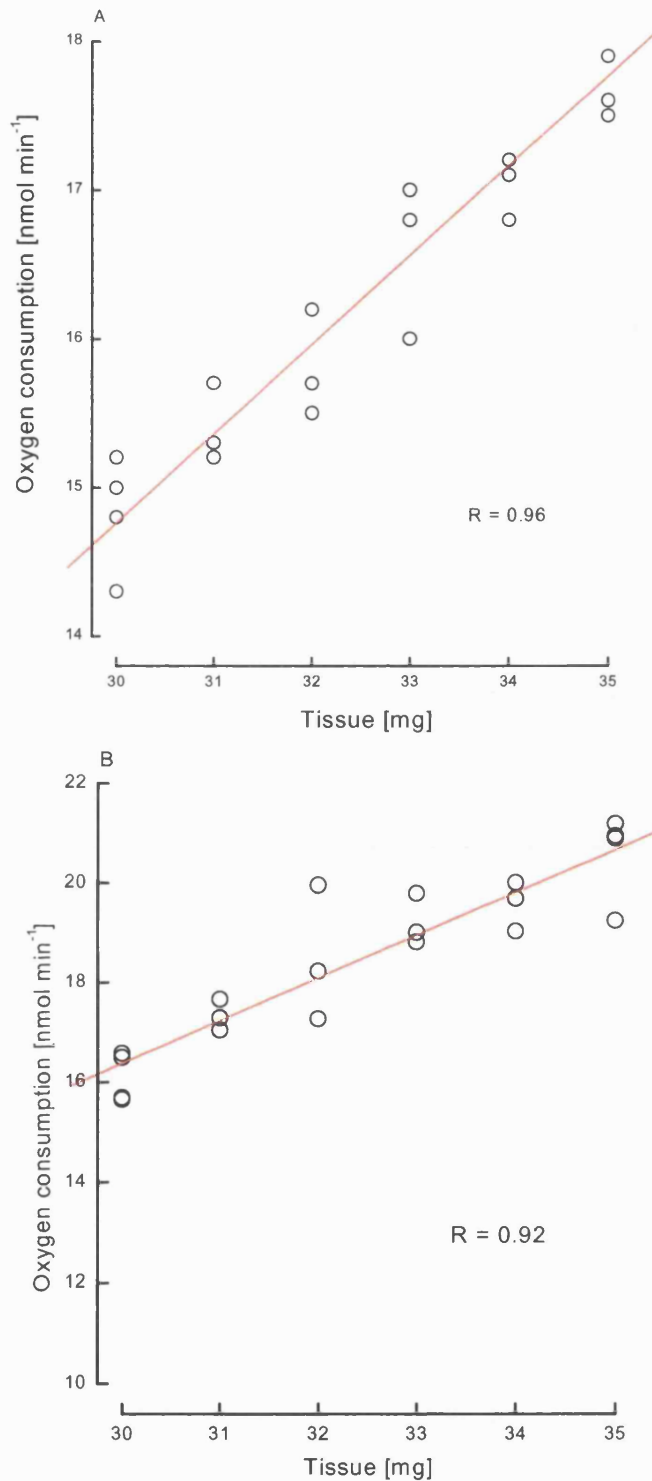 A
Oxygen consumption [nmol min⁻¹]
18
17
16
15
14
R = 0.96
30 31 32 33 34 35
Tissue [mg]
B
Oxygen consumption [nmol min⁻¹]
22
20
18
16
14
12
10
R = 0.92
30 31 32 33 34 35
Tissue [mg]